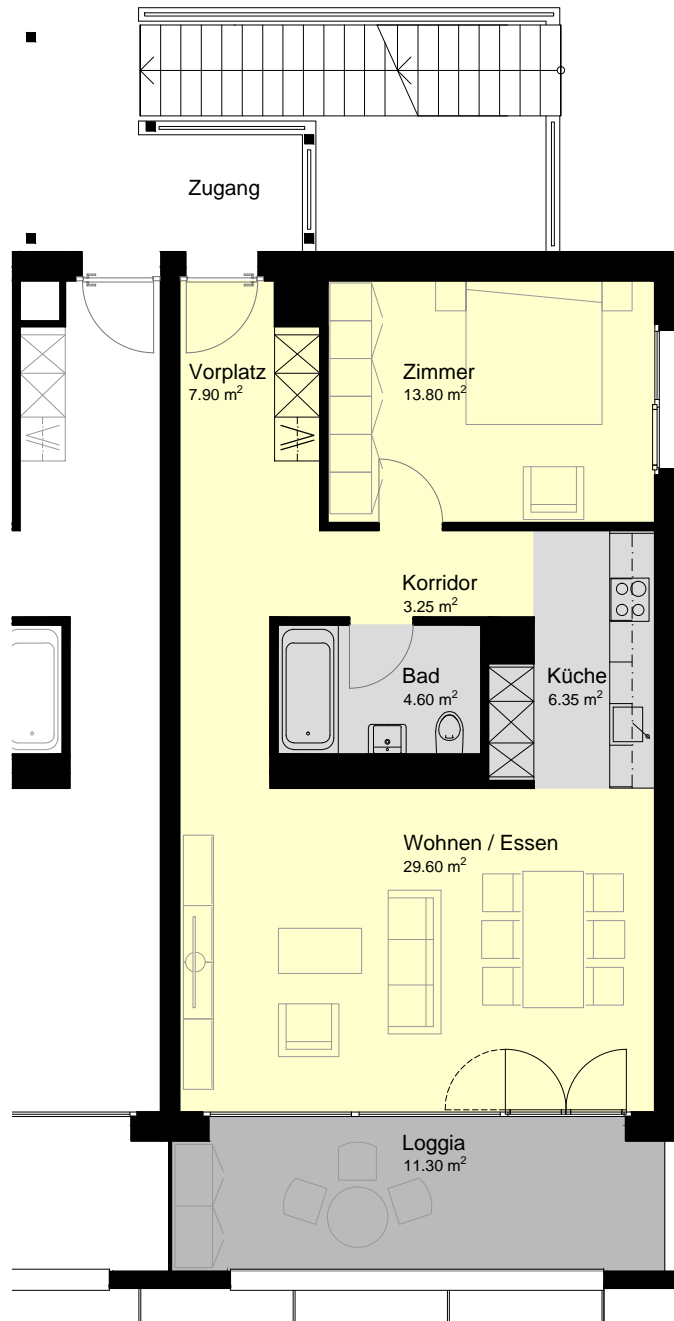 Zugang
Vorplatz
7.90 m²
Zimmer
13.80 m²
Korridor
3.25 m²
Bad
4.60 m²
Küche
6.35 m²
Wohnen / Essen
29.60 m²
Loggia
11.30 m²